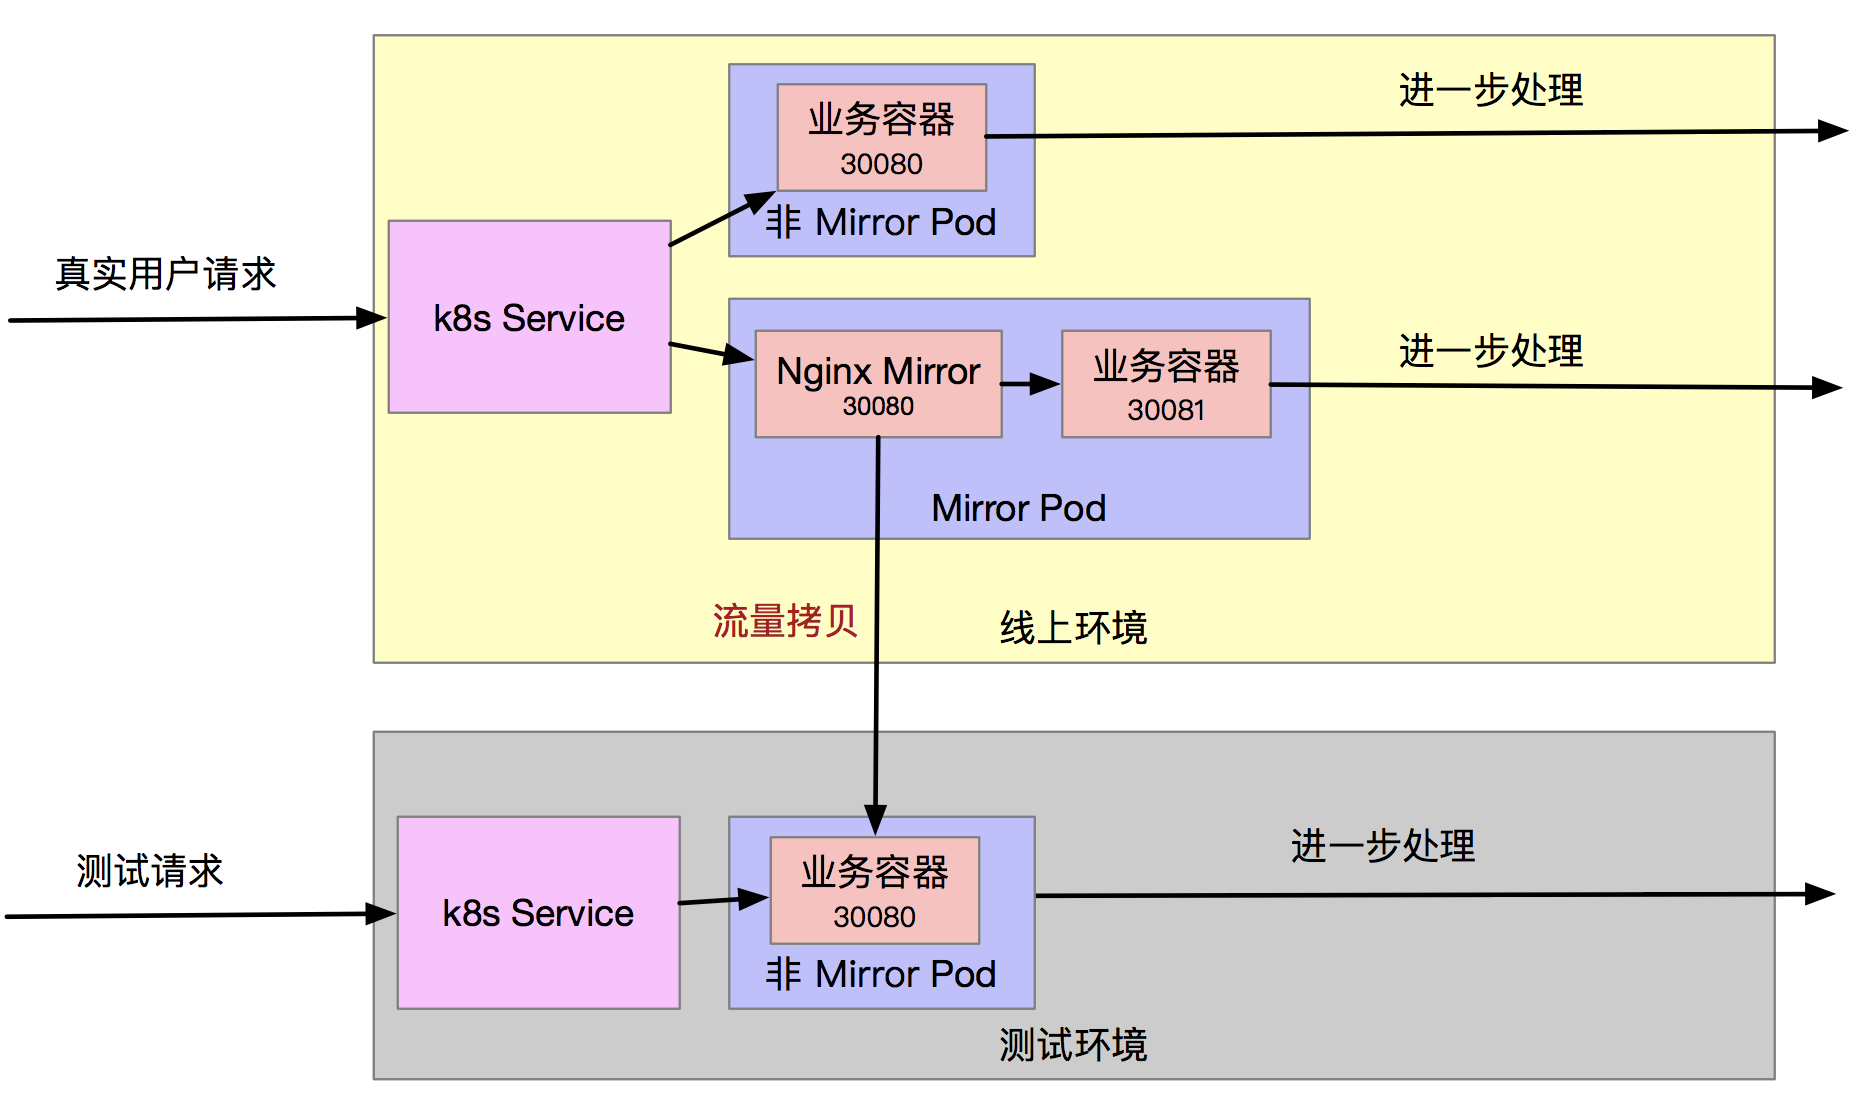 真实用户请求
k8s Service
业务容器
30080
非 Mirror Pod
进一步处理
Nginx Mirror
30080
业务容器
30081
Mirror Pod
进一步处理
流量拷贝
线上环境
测试请求
k8s Service
业务容器
30080
非 Mirror Pod
进一步处理
测试环境